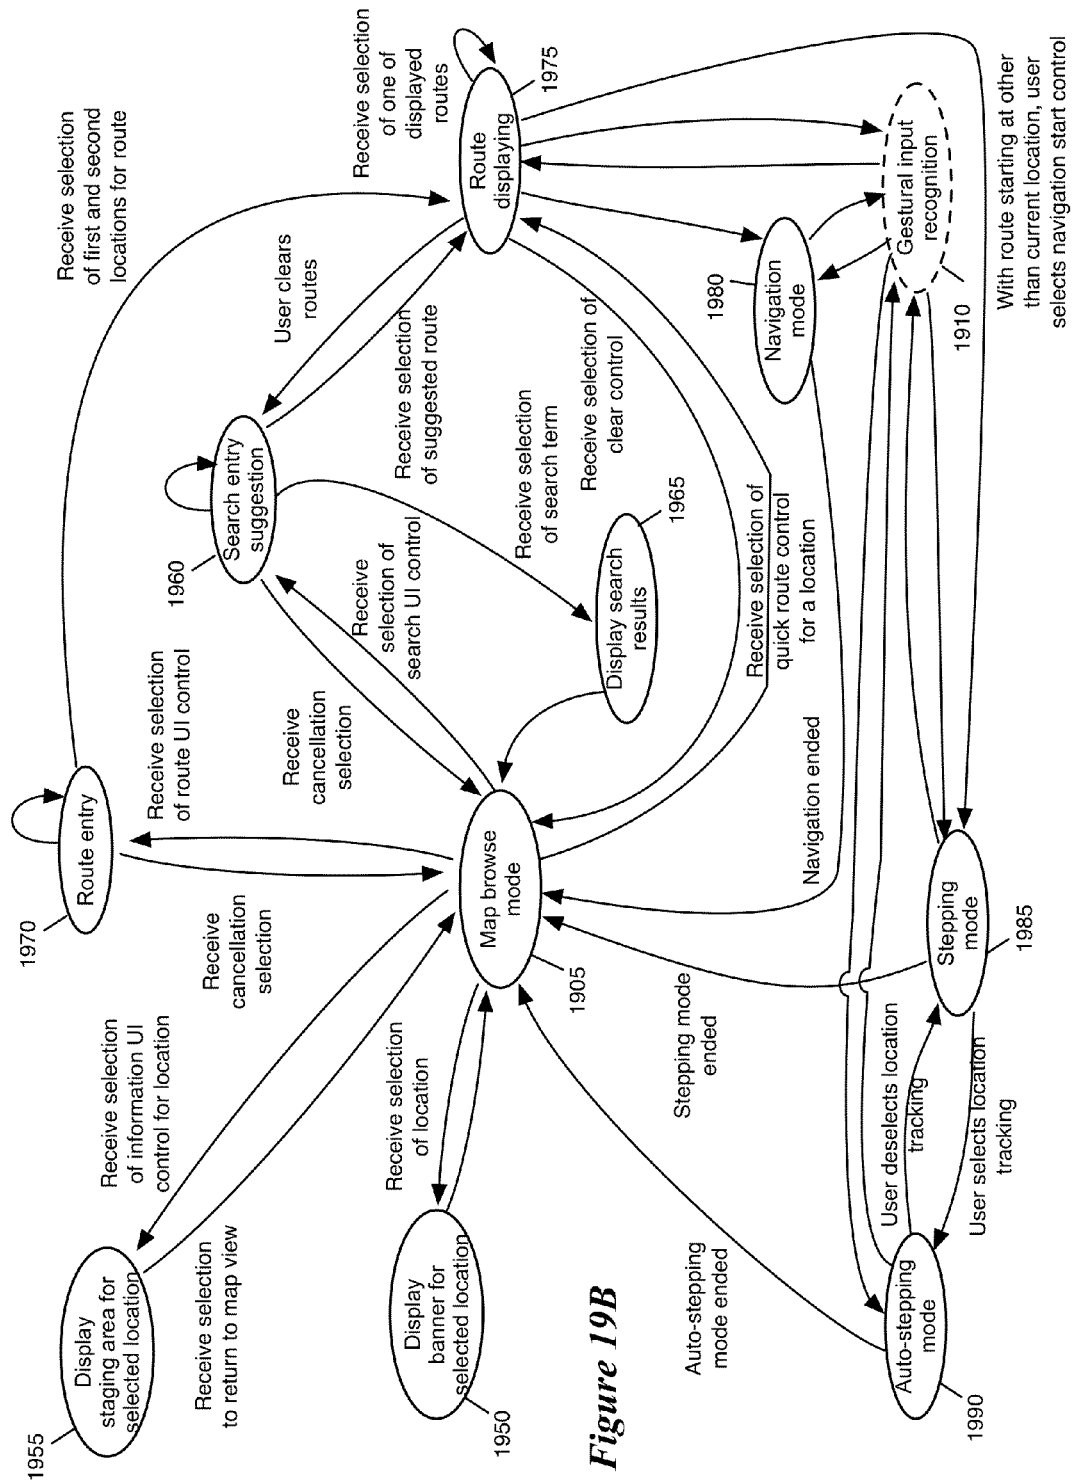 1955
Display
staging area for
selected location
Receive selection
of information UI
control for location
Receive selection
to return to map view
1970
Route entry
Receive
cancellation
selection
Receive selection
of route UI control
Receive selection
of first and second
locations for route
1960
Search entry
suggestion
Receive
cancellation
selection
Receive
selection of
search UI control
User clears
routes
Receive selection
of suggested route
Receive selection
of one of
displayed
routes
1975
Route
displaying
1950
Display
banner for
selected location
Receive selection
of location
1905
Map browse
mode
Display search
results
1965
Receive selection
of search term
Receive selection of
clear control
Receive selection of
quick route control
for a location
1980
Navigation
mode
Navigation ended
Stepping mode
ended
Auto-stepping
mode ended
1990
Auto-stepping
mode
User deselects location
tracking
User selects location
tracking
Stepping
mode
1985
Gestural input
recognition
1910
With route starting at other
than current location, user
selects navigation start control
Figure 19B